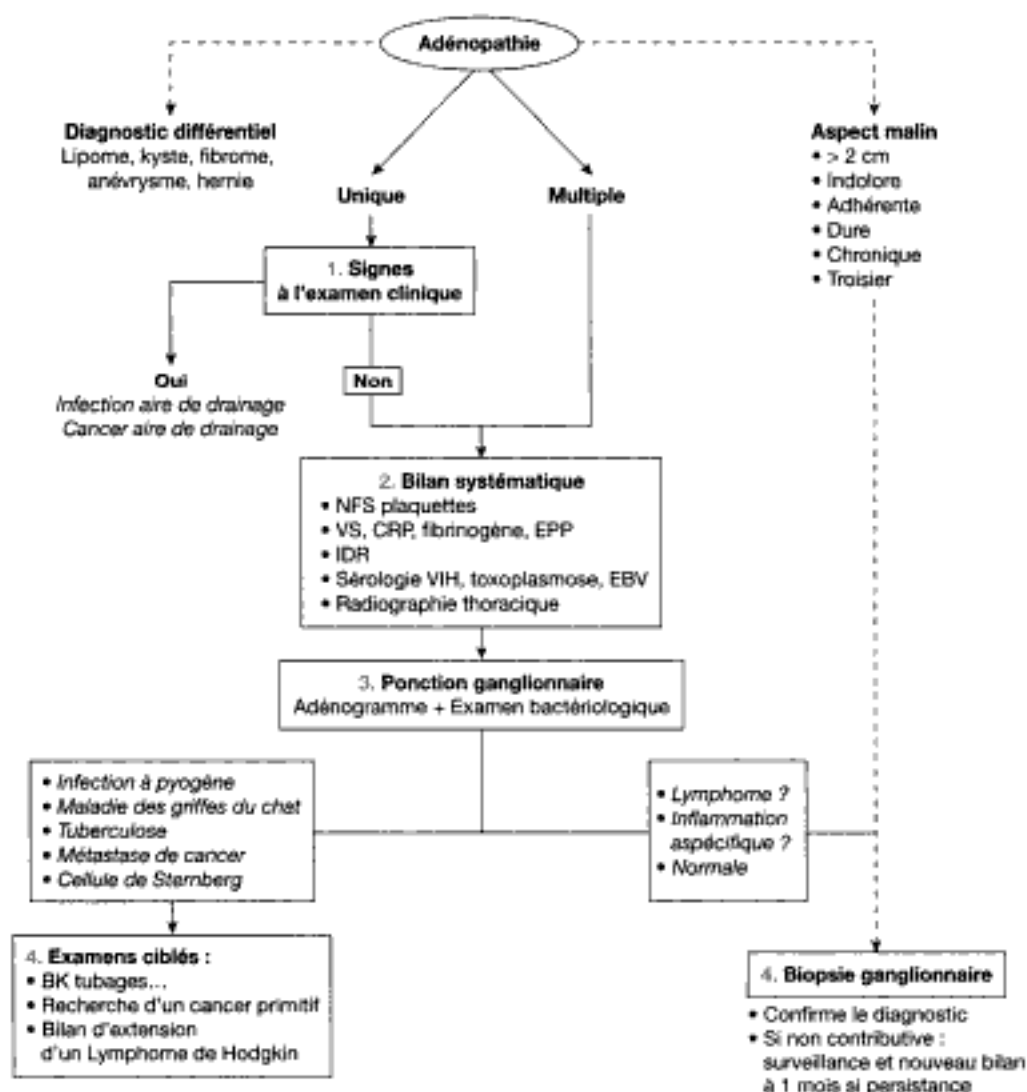 Adénopathie
Diagnostic différentiel
Lipome, kyste, fibrome,
anévrysme, hernie
Aspect malin
• > 2 cm
• Indolore
• Adhérente
• Dure
• Chronique
• Troisier
Unique
Multiple
1. Signes
à l'examen clinique
Oui
Infection aire de drainage
Cancer aire de drainage
Non
2. Bilan systématique
• NFS plaquettes
• VS, CRP, fibrinogène, EPP
• IDR
• Sérologie VIH, toxoplasmose, EBV
• Radiographie thoracique
3. Ponction ganglionnaire
Adénogramme + Examen bactériologique
• Infection à pyogène
• Maladie des griffes du chat
• Tuberculose
• Métastase de cancer
• Cellule de Sternberg
• Lymphome ?
• Inflammation
aspécifique ?
• Normale
4. Examens ciblés :
• BK tubages...
• Recherche d'un cancer primitif
• Bilan d'extension
d'un Lymphome de Hodgkin
4. Biopsie ganglionnaire
• Confirme le diagnostic
• Si non contributive :
surveillance et nouveau bilan
à 1 mois si persistance